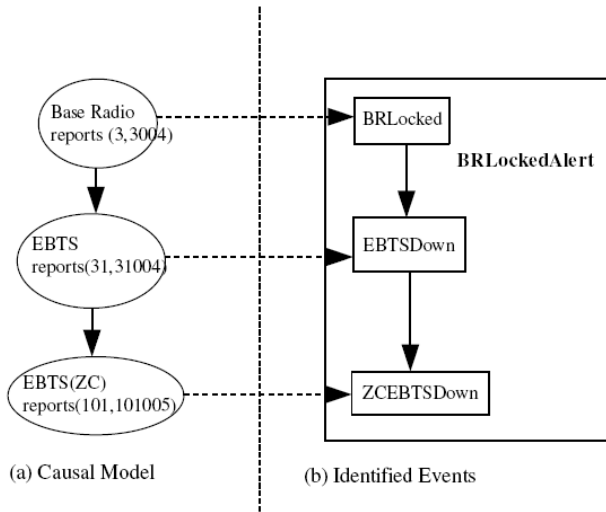 Base Radio
reports (3,3004)
BRLocked
BRLockedAlert
EBTS
reports(31,31004)
EBTSDown
EBTS(ZC)
reports(101,101005)
ZCEBTSDown
(a) Causal Model
(b) Identified Events